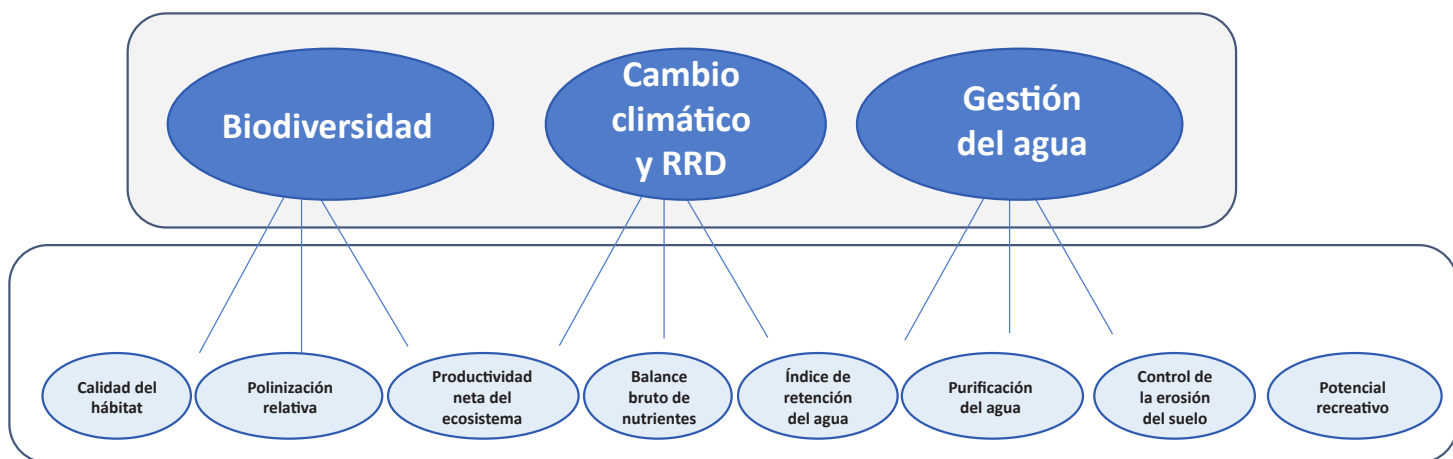 Biodiversidad
Cambio
climático
y RRD
Gestión
del agua
Calidad del
hábitat
Polinización
relativa
Productividad
neta del
ecosistema
Balance
bruto de
nutrientes
Índice de
retención
del agua
Purificación
del agua
Control de
la erosión
del suelo
Potencial
recreativo